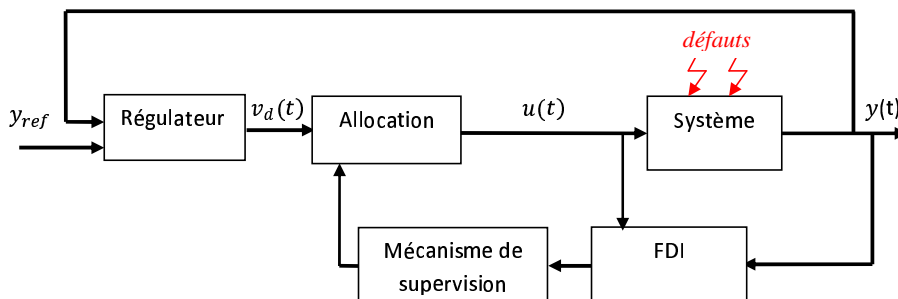 défauts
y_ref
Régulateur
v_d(t)
Allocation
u(t)
Système
y(t)
Mécanisme de
supervision
FDI